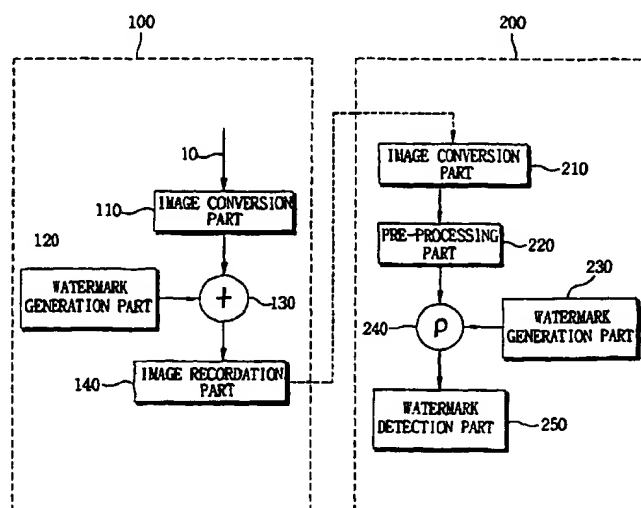 100
200
10
IMAGE CONVERSION
PART
110
120
WATERMARK
GENERATION PART
+
130
IMAGE RECORDATION
PART
140
IMAGE CONVERSION
PART
210
PRE-PROCESSING
PART
220
230
WATERMARK
GENERATION PART
240
ρ
WATERMARK
DETECTION PART
250